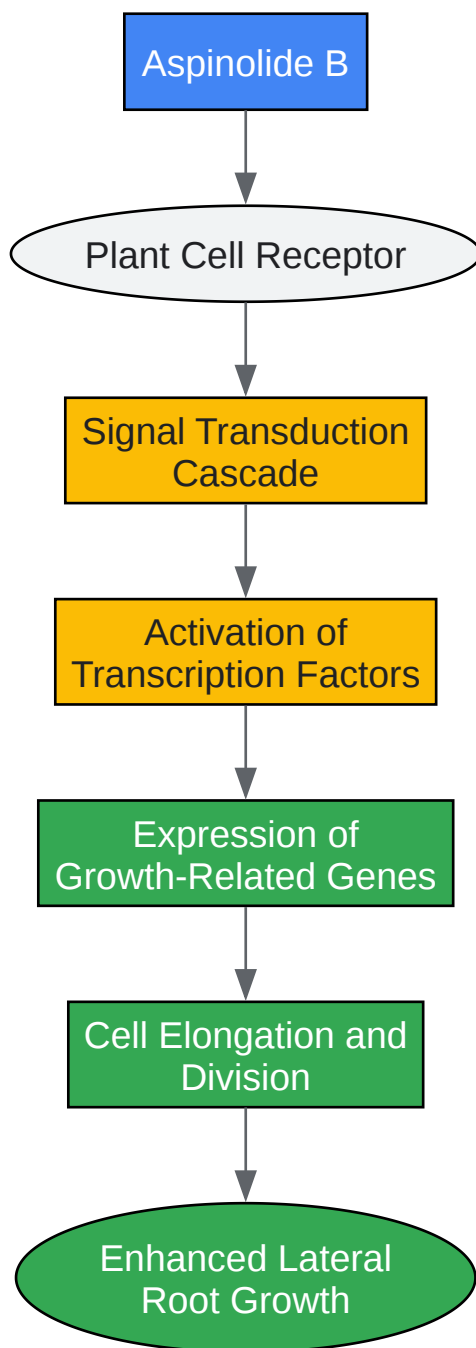 Aspinolide B
Plant Cell Receptor
Signal Transduction
Cascade
Activation of
Transcription Factors
Expression of
Growth-Related Genes
Cell Elongation and
Division
Enhanced Lateral
Root Growth